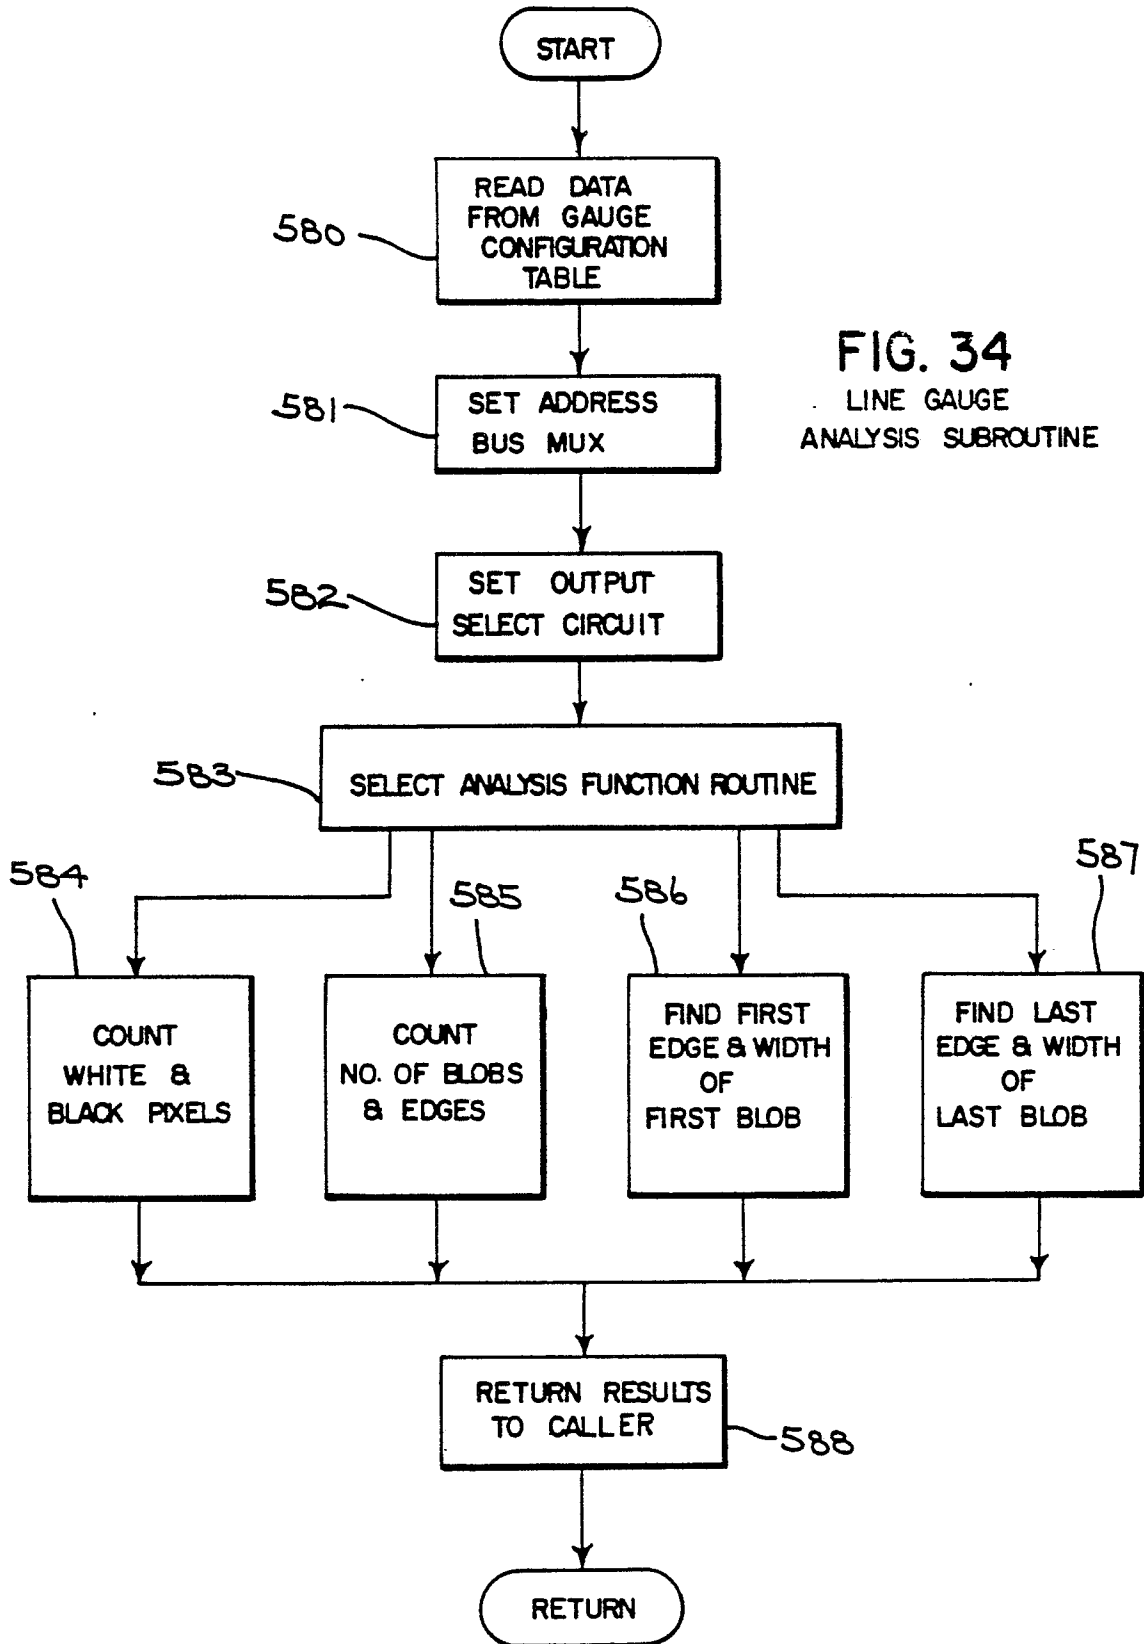 START
READ DATA
FROM GAUGE
CONFIGURATION
TABLE
580
FIG. 34
LINE GAUGE
ANALYSIS SUBROUTINE
581
SET ADDRESS
BUS MUX
582
SET OUTPUT
SELECT CIRCUIT
583
SELECT ANALYSIS FUNCTION ROUTINE
584
585
586
587
COUNT
WHITE &
BLACK PIXELS
COUNT
NO. OF BLOBS
& EDGES
FIND FIRST
EDGE & WIDTH
OF
FIRST BLOB
FIND LAST
EDGE & WIDTH
OF
LAST BLOB
RETURN RESULTS
TO CALLER
588
RETURN